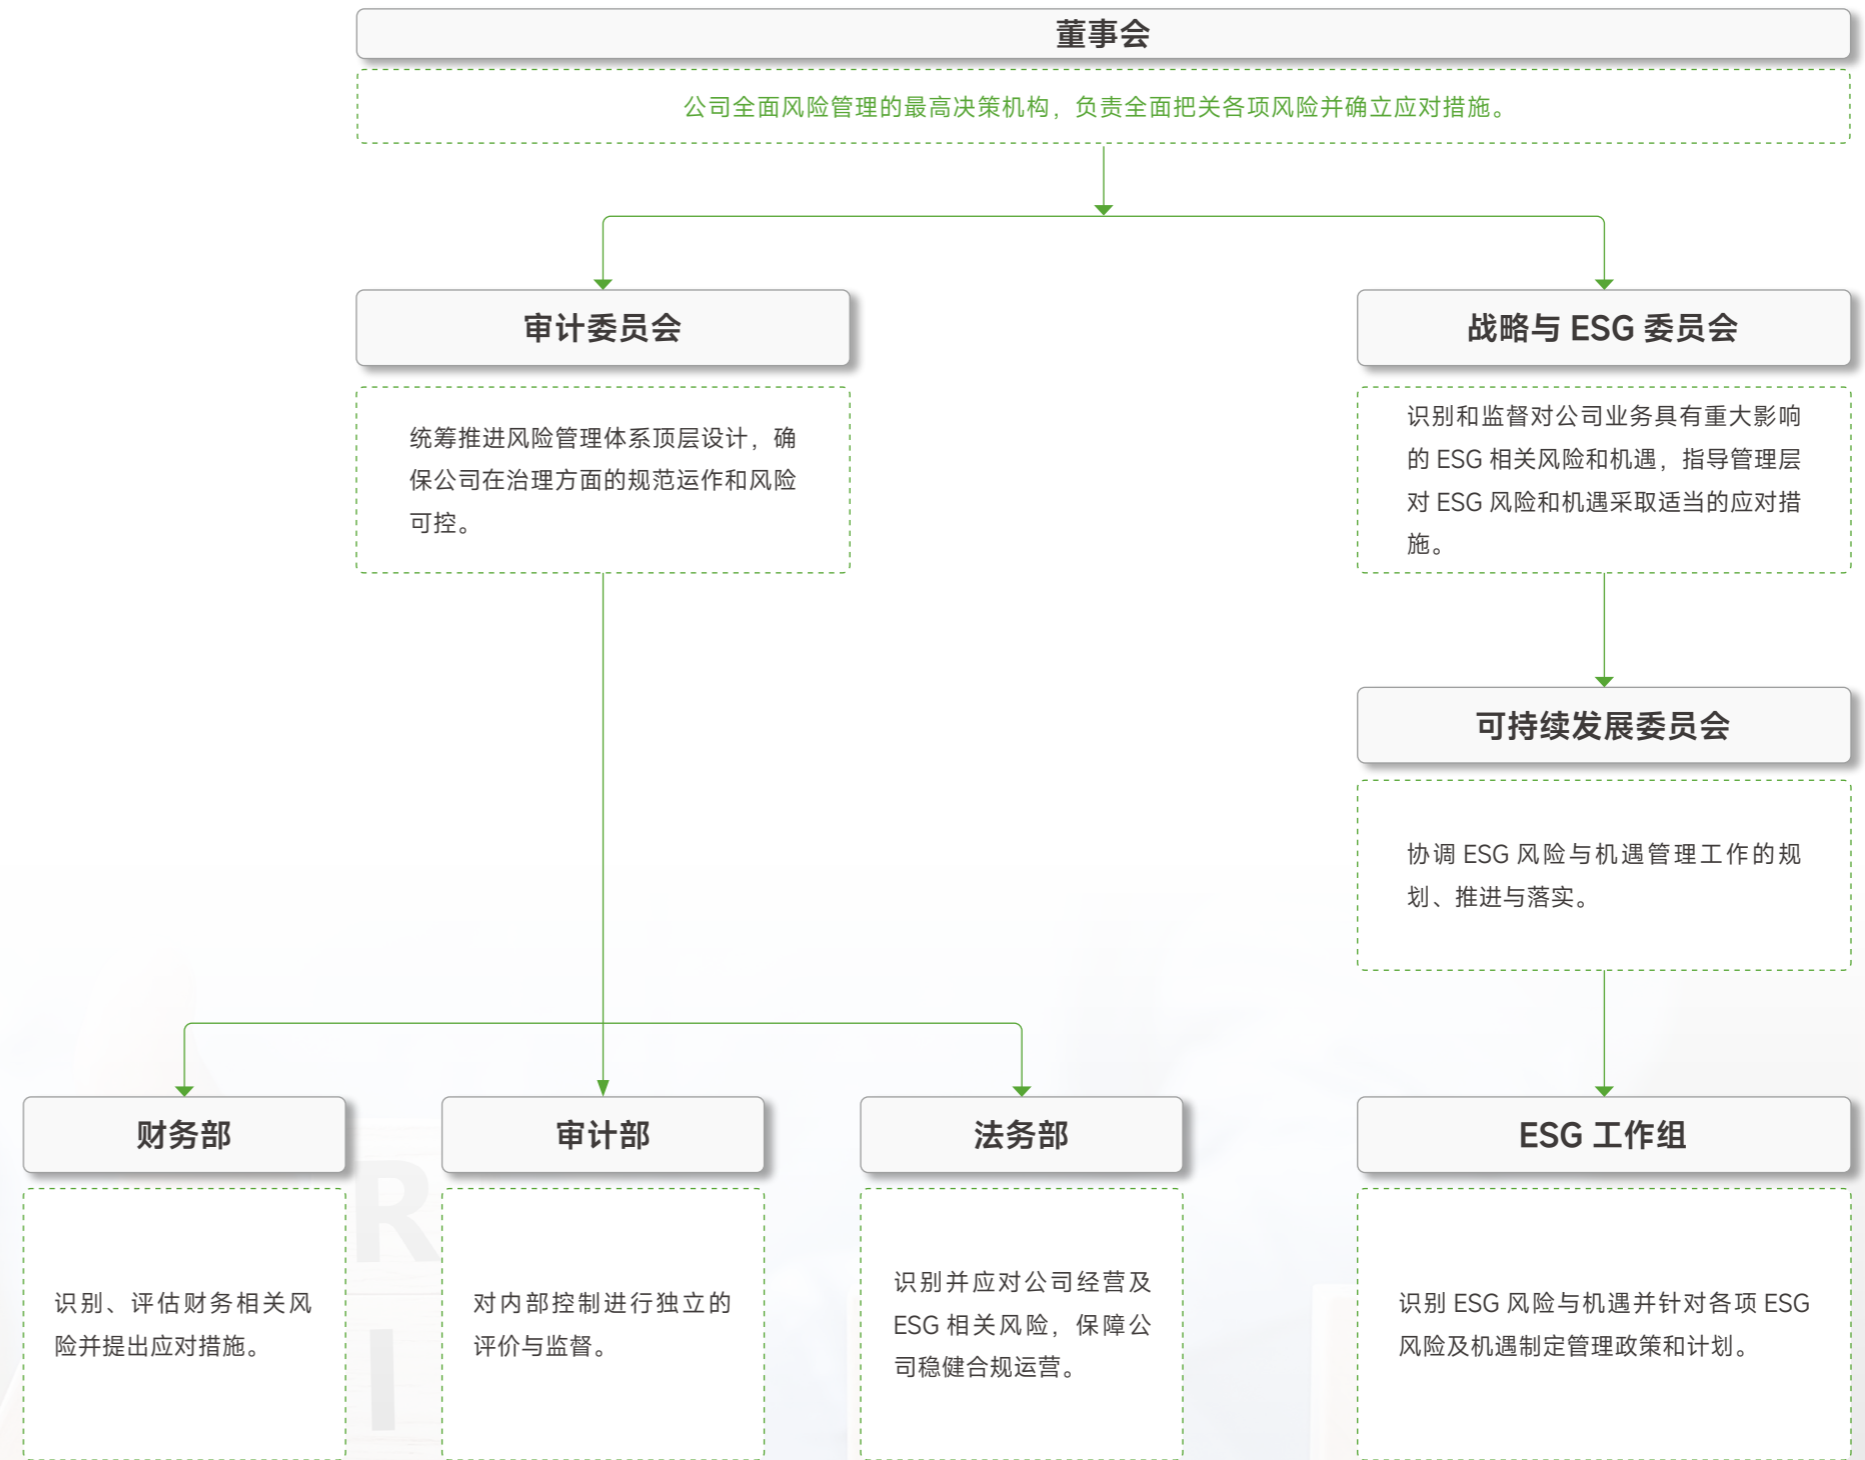 董事会
公司全面风险管理的最高决策机构，负责全面把关各项风险并确立应对措施。
审计委员会
统筹推进风险管理体系顶层设计，确
保公司在治理方面的规范运作和风险
可控。
战略与 ESG 委员会
识别和监督对公司业务具有重大影响
的 ESG 相关风险和机遇，指导管理层
对 ESG 风险和机遇采取适当的应对措
施。
可持续发展委员会
协调 ESG 风险与机遇管理工作的规
划、推进与落实。
财务部
识别、评估财务相关风
险并提出应对措施。
审计部
对内部控制进行独立的
评价与监督。
法务部
识别并应对公司经营及
ESG 相关风险，保障公
司稳健合规运营。
ESG 工作组
识别 ESG 风险与机遇并针对各项 ESG
风险及机遇制定管理政策和计划。
R
I